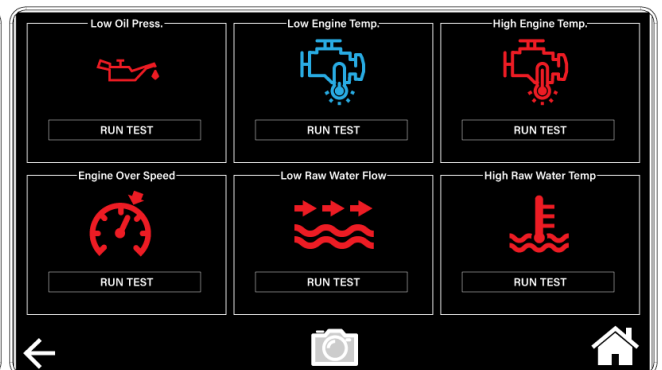 Low Oil Press.
Low Engine Temp.
High Engine Temp.
RUN TEST
RUN TEST
RUN TEST
Engine Over Speed
Low Raw Water Flow
High Raw Water Temp
RUN TEST
RUN TEST
RUN TEST